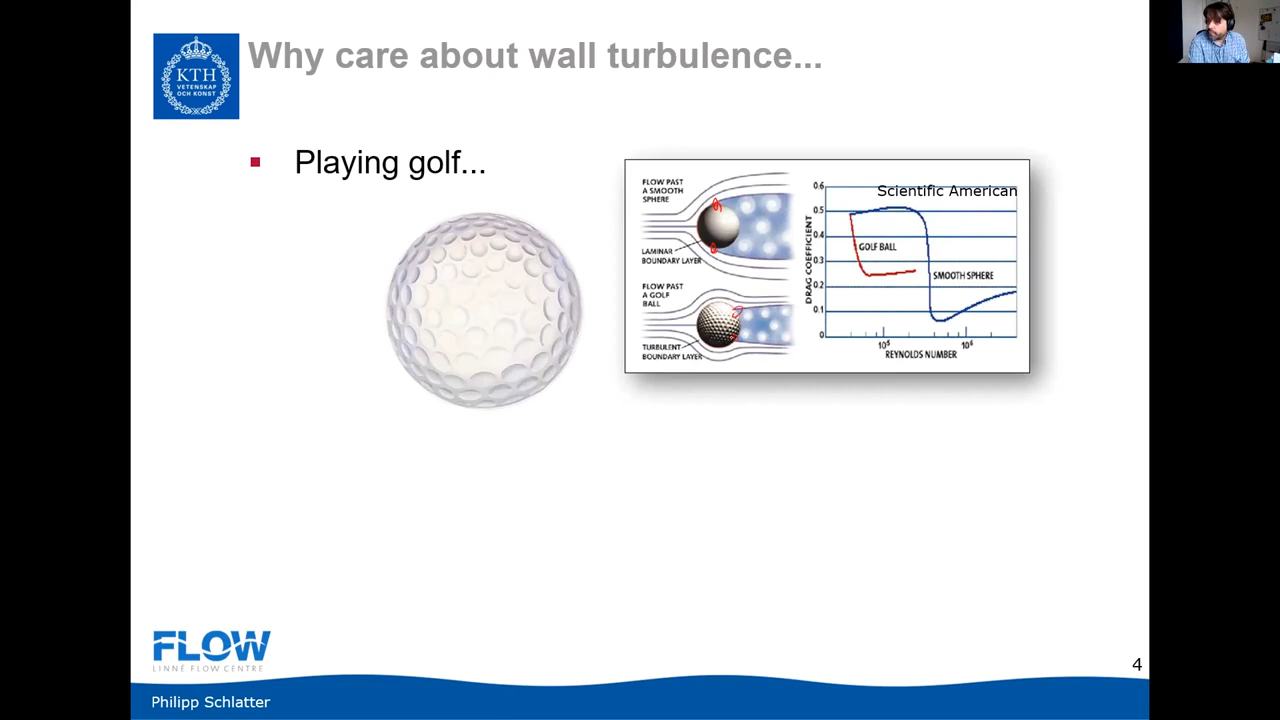 Why care about wall turbulence...
KTH
VETENSKAP
OCH KONST
Playing golf...
FLOW PAST
A SMOOTH
SPHERE
LAMINAR
BOUNDARY LAYER
FLOW PAST
A GOLF
BALL
TURBULENT
BOUNDARY LAYER
Scientific American
DRAG COEFFICIENT
0.6
0.5
0.4
0.3
0.2
0.1
0
GOLF BALL
SMOOTH SPHERE
10⁵
10⁶
REYNOLDS NUMBER
FLOW
LINNÉ FLOW CENTRE
4
Philipp Schlatter